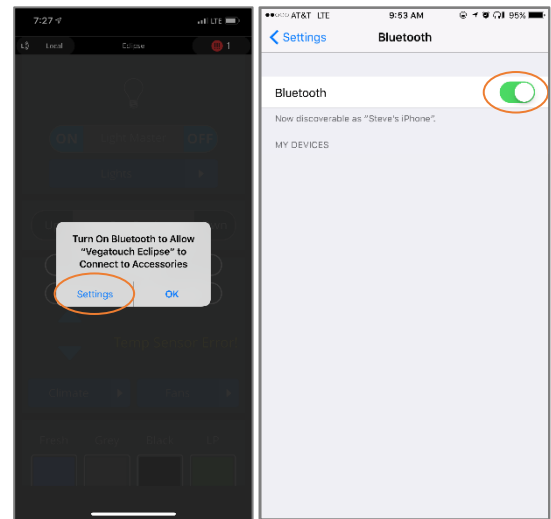 7:27
LTE
Local
Eclipse
1
ON
OFF
Lights
Turn On Bluetooth to Allow
"Vegatouch Eclipse" to
Connect to Accessories
Settings
OK
Climate
Fans
AT&T LTE
9:53 AM
95%
Settings
Bluetooth
Bluetooth
Now discoverable as "Steve's iPhone".
MY DEVICES